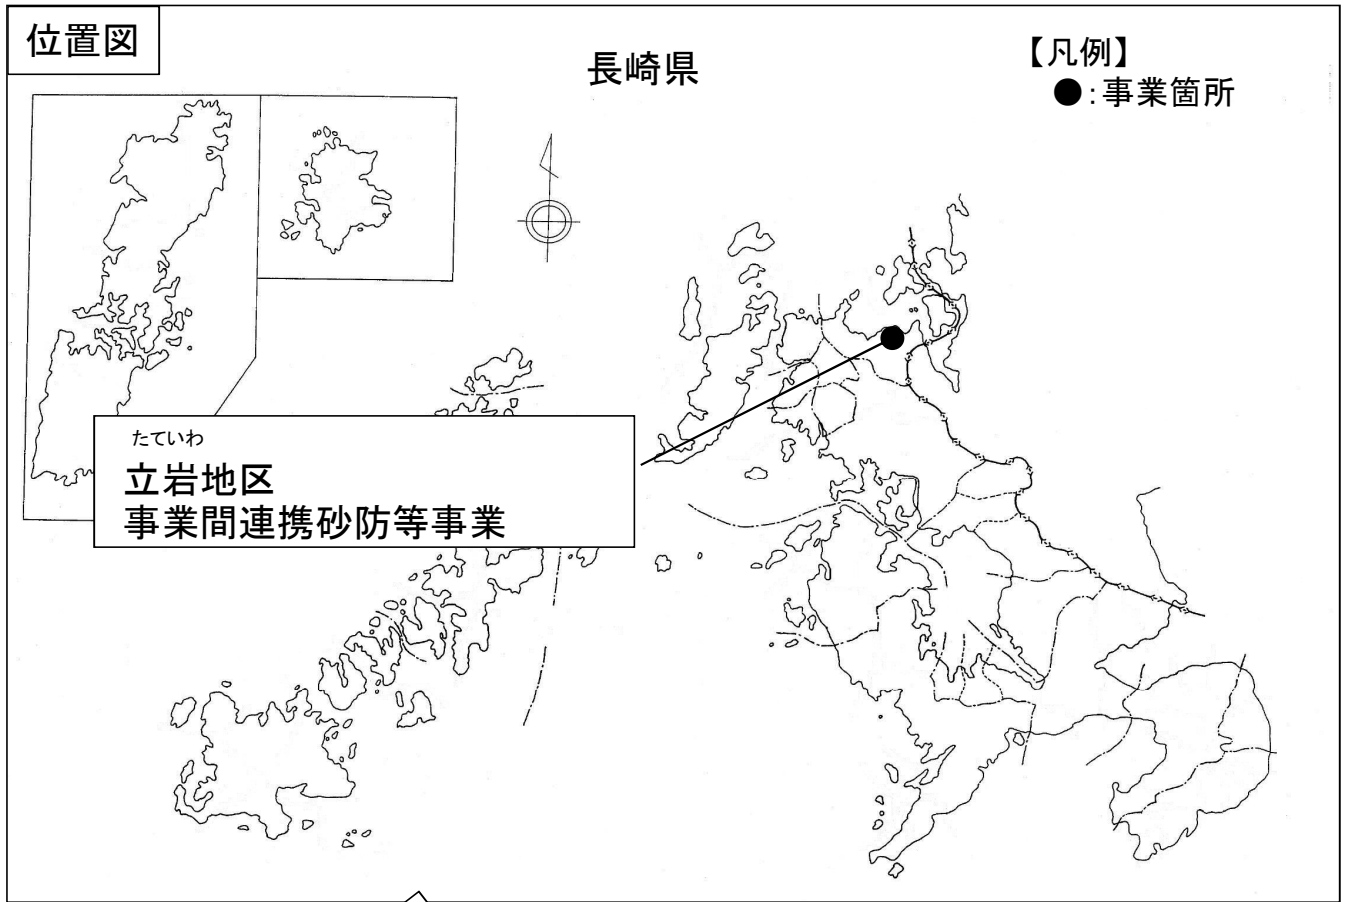 位置図
長崎県
【凡例】
●:事業箇所
たていわ
立岩地区
事業間連携砂防等事業